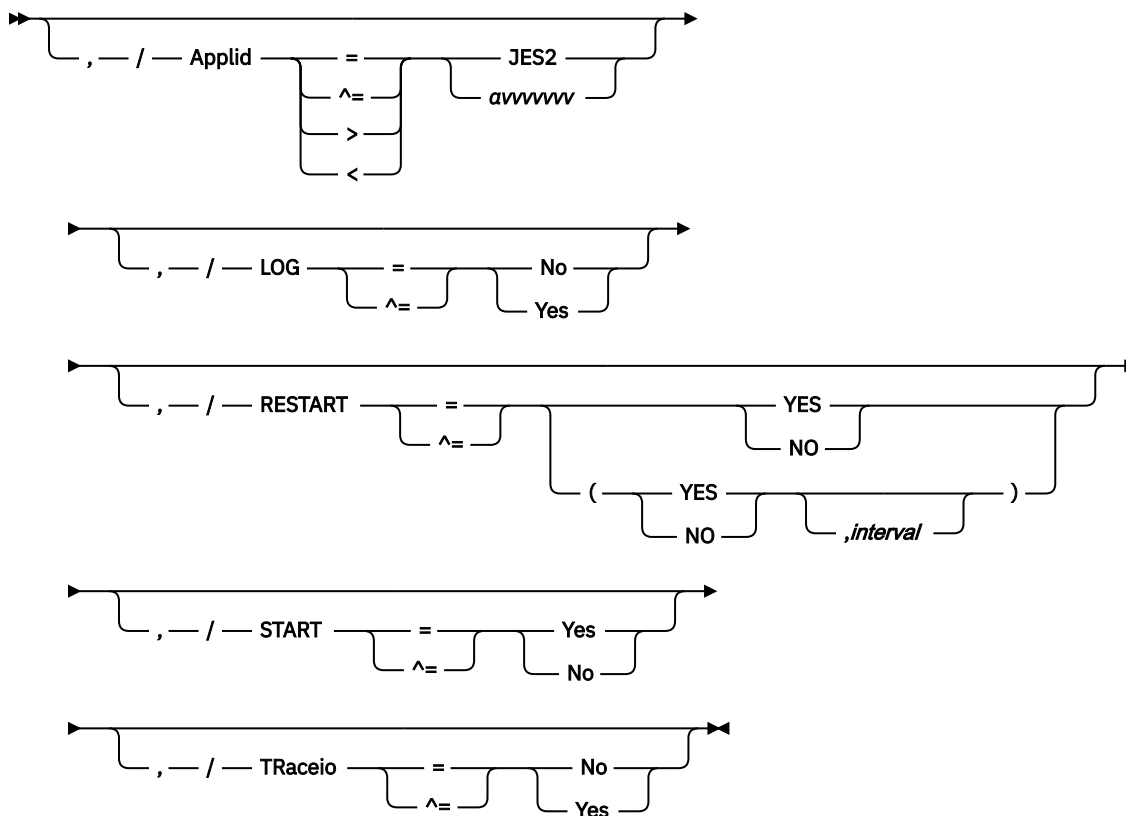 , / Applid = JES2
^= avvvvvvv
>
<
, / LOG = No
^= Yes
, / RESTART = YES
^= NO
( YES )
NO ,interval
, / START = Yes
^= No
, / TRaceio = No
^= Yes